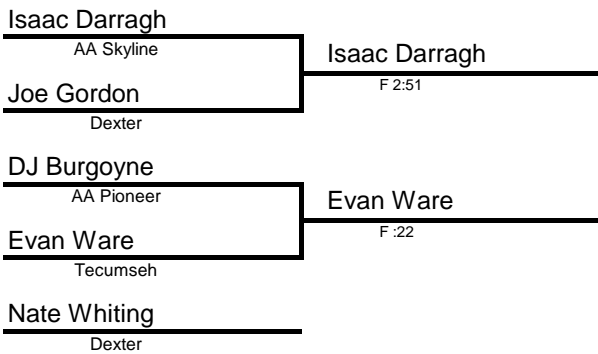 Isaac Darragh
AA Skyline
Isaac Darragh
F 2:51
Joe Gordon
Dexter
DJ Burgoyne
AA Pioneer
Evan Ware
F :22
Evan Ware
Tecumseh
Nate Whiting
Dexter